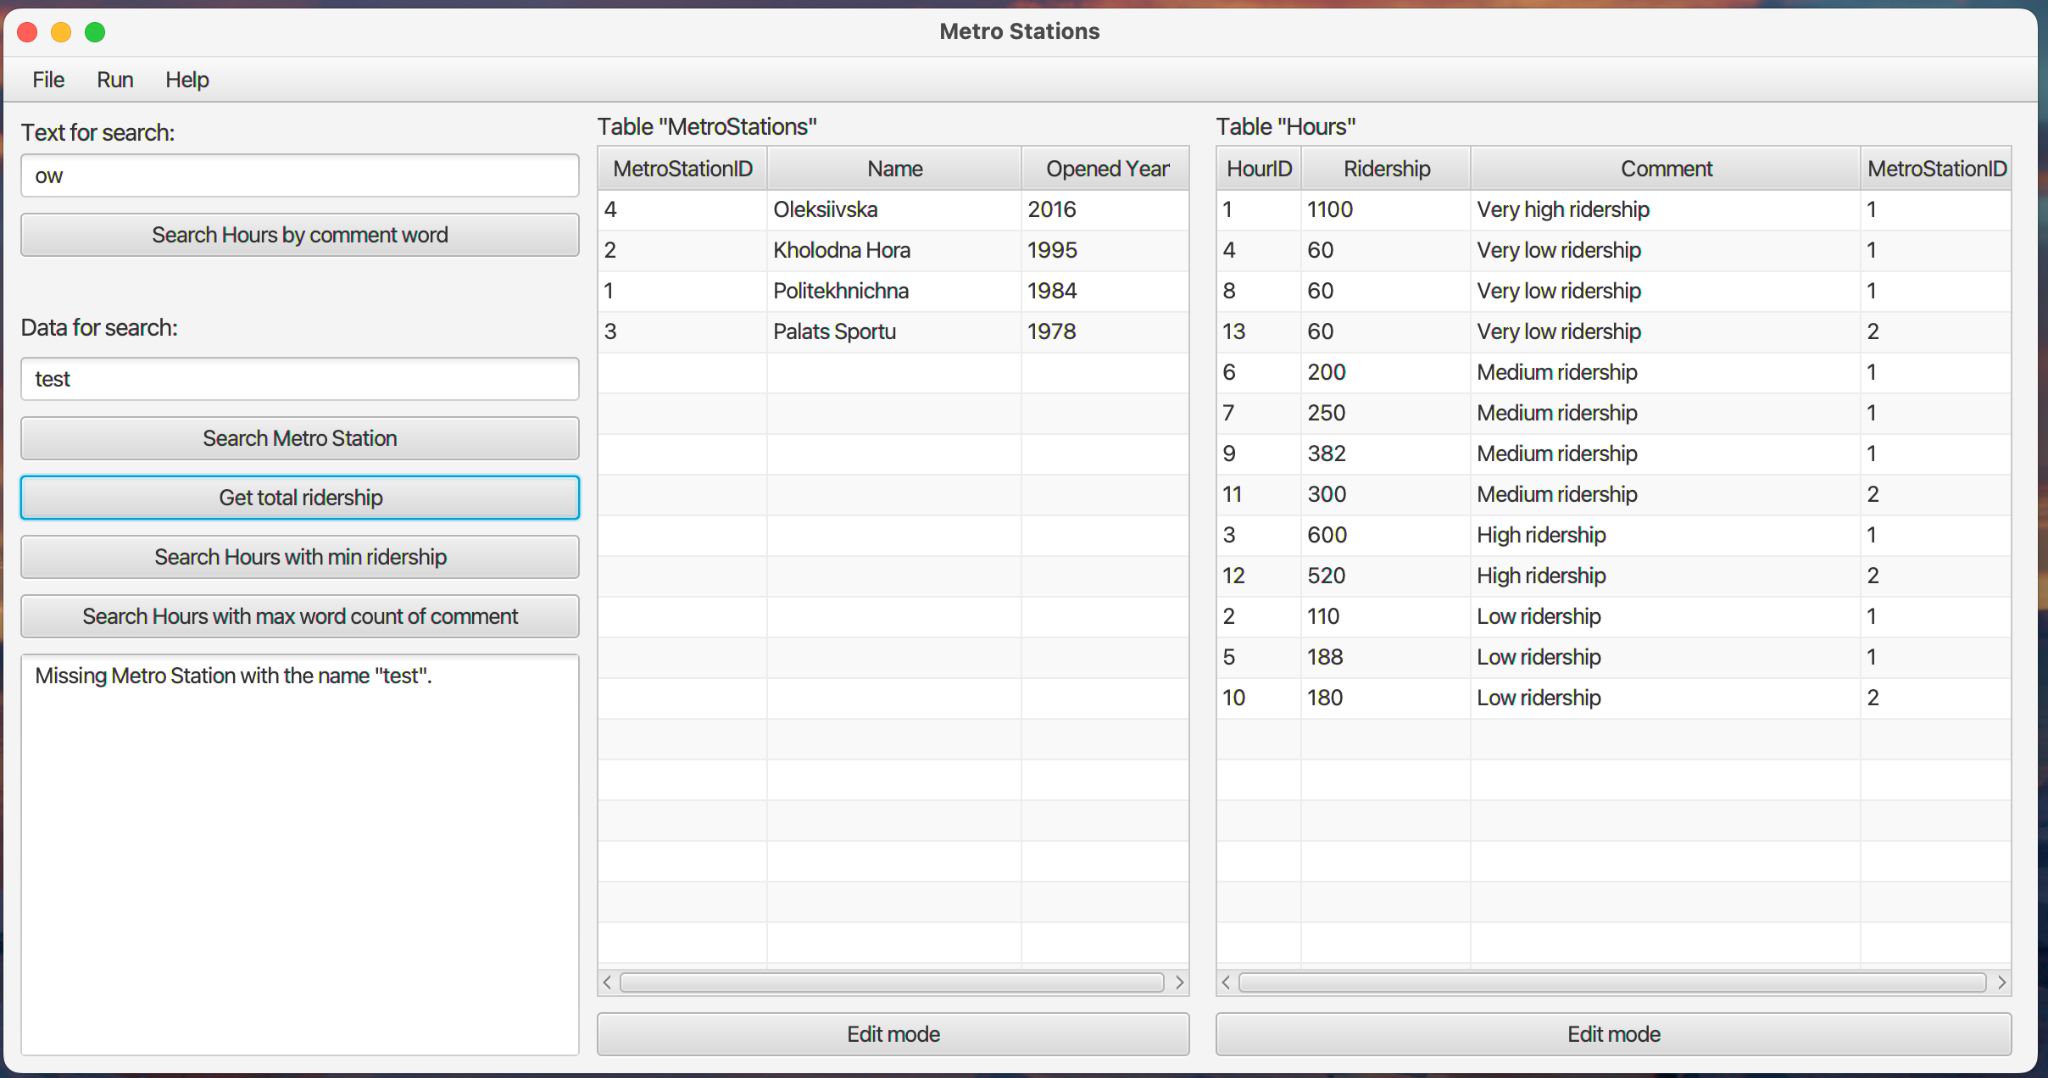 Metro Stations
File Run Help
Text for search:
ow
Search Hours by comment word
Data for search:
test
Search Metro Station
Get total ridership
Search Hours with min ridership
Search Hours with max word count of comment
Missing Metro Station with the name "test".
Table "MetroStations"
MetroStationID Name Opened Year
4 Oleksiivska 2016
2 Kholodna Hora 1995
1 Politekhnichna 1984
3 Palats Sportu 1978
Edit mode
Table "Hours"
HourID Ridership Comment MetroStationID
1 1100 Very high ridership 1
4 60 Very low ridership 1
8 60 Very low ridership 1
13 60 Very low ridership 2
6 200 Medium ridership 1
7 250 Medium ridership 1
9 382 Medium ridership 1
11 300 Medium ridership 2
3 600 High ridership 1
12 520 High ridership 2
2 110 Low ridership 1
5 188 Low ridership 1
10 180 Low ridership 2
Edit mode